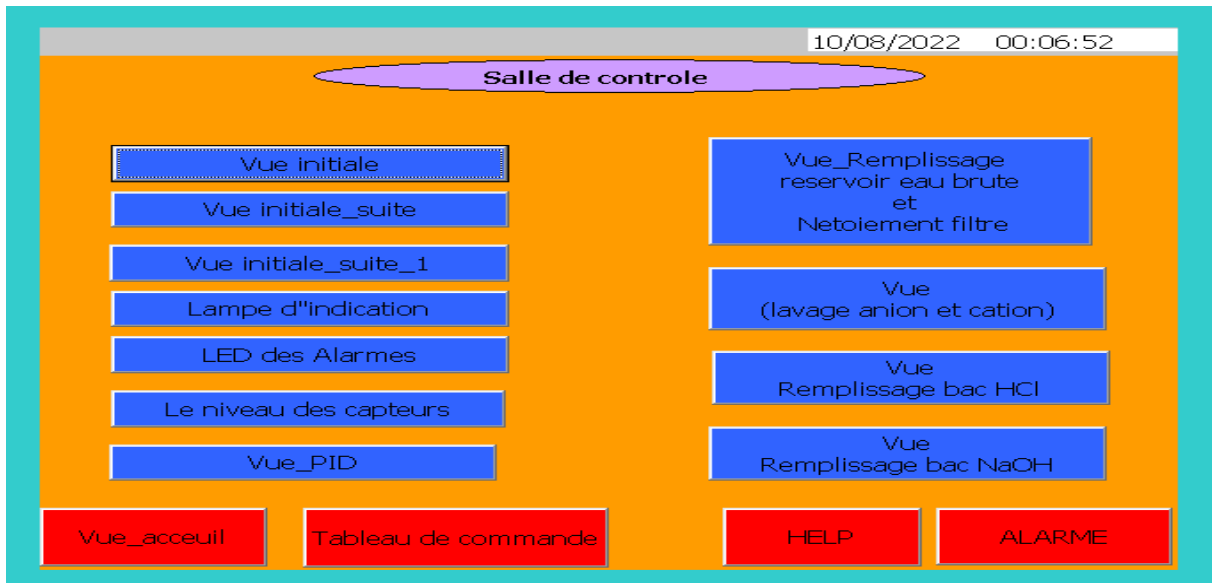 10/08/2022 00:06:52
Salle de controle
Vue initiale
Vue initiale_suite
Vue initiale_suite_1
Lampe d"indication
LED des Alarmes
Le niveau des capteurs
Vue_PID
Vue_Remplissage
reservoir eau brute
et
Netoiement filtre
Vue
(lavage anion et cation)
Vue
Remplissage bac HCl
Vue
Remplissage bac NaOH
Vue_acceuil
Tableau de commande
HELP
ALARME